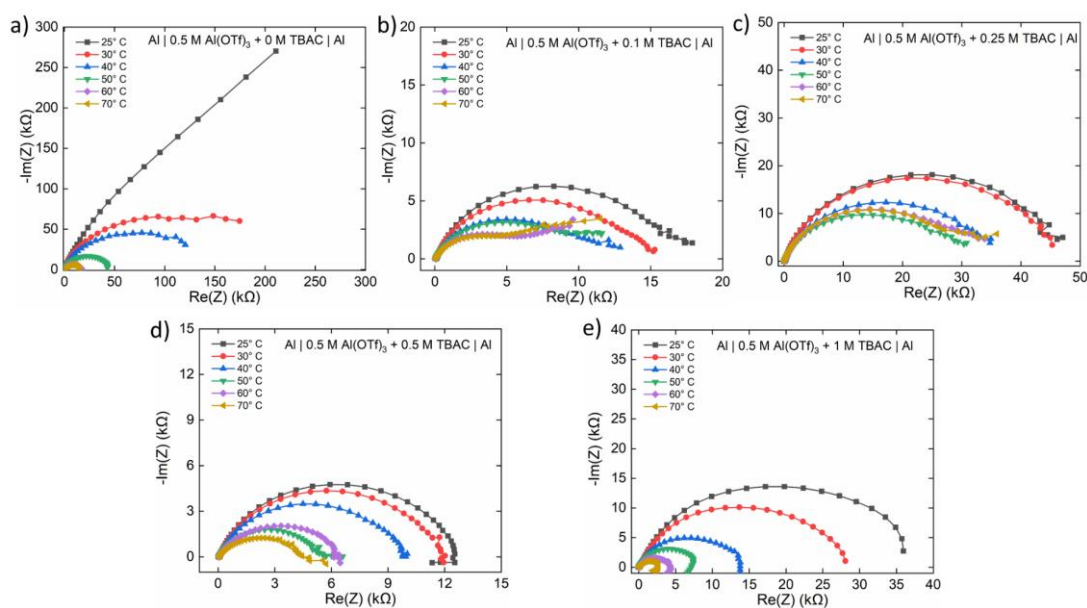 a)
Al | 0.5 M Al(OTf)3 + 0 M TBAC | Al
25° C
30° C
40° C
50° C
60° C
70° C
-Im(Z) (kΩ)
300
250
200
150
100
50
0
0 50 100 150 200 250 300
Re(Z) (kΩ)
b)
Al | 0.5 M Al(OTf)3 + 0.1 M TBAC | Al
25° C
30° C
40° C
50° C
60° C
70° C
-Im(Z) (kΩ)
20
15
10
5
0
0 5 10 15 20
Re(Z) (kΩ)
c)
Al | 0.5 M Al(OTf)3 + 0.25 M TBAC | Al
25° C
30° C
40° C
50° C
60° C
70° C
-Im(Z) (kΩ)
50
40
30
20
10
0
0 10 20 30 40 50
Re(Z) (kΩ)
d)
Al | 0.5 M Al(OTf)3 + 0.5 M TBAC | Al
25° C
30° C
40° C
50° C
60° C
70° C
-Im(Z) (kΩ)
15
12
9
6
3
0
0 3 6 9 12 15
Re(Z) (kΩ)
e)
Al | 0.5 M Al(OTf)3 + 1 M TBAC | Al
25° C
30° C
40° C
50° C
60° C
70° C
-Im(Z) (kΩ)
40
35
30
25
20
15
10
5
0
0 5 10 15 20 25 30 35 40
Re(Z) (kΩ)